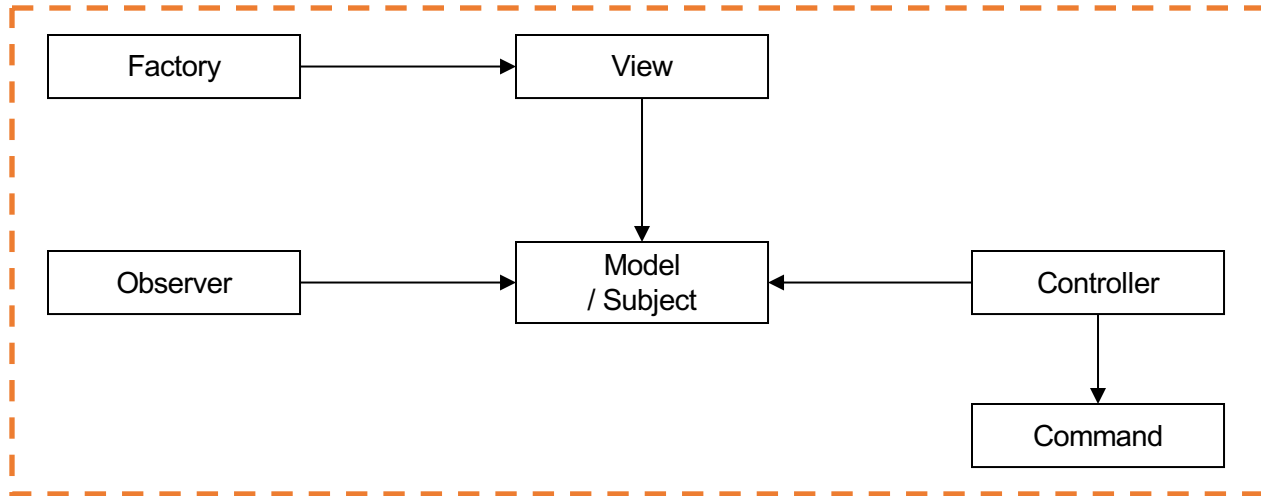 Factory
View
Observer
Model
/ Subject
Controller
Command